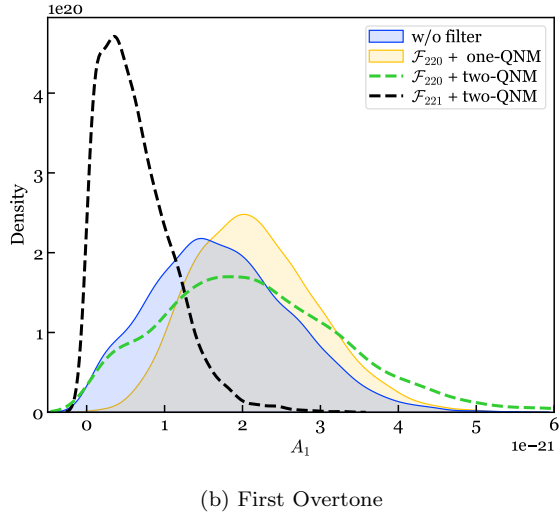 1e20
w/o filter
ℱ₂₂₀ + one-QNM
ℱ₂₂₀ + two-QNM
ℱ₂₂₁ + two-QNM
Density
4
3
2
1
0
0 1 2 3 4 5 6
A₁
1e−21
(b) First Overtone